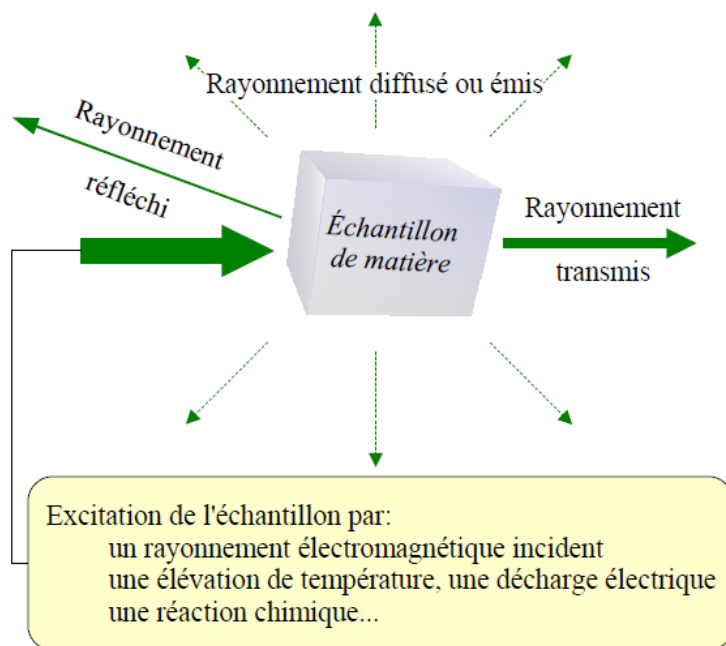 Rayonnement diffusé ou émis
Rayonnement
réfléchi
Échantillon
de matière
Rayonnement
transmis
Excitation de l'échantillon par:
un rayonnement électromagnétique incident
une élévation de température, une décharge électrique
une réaction chimique...